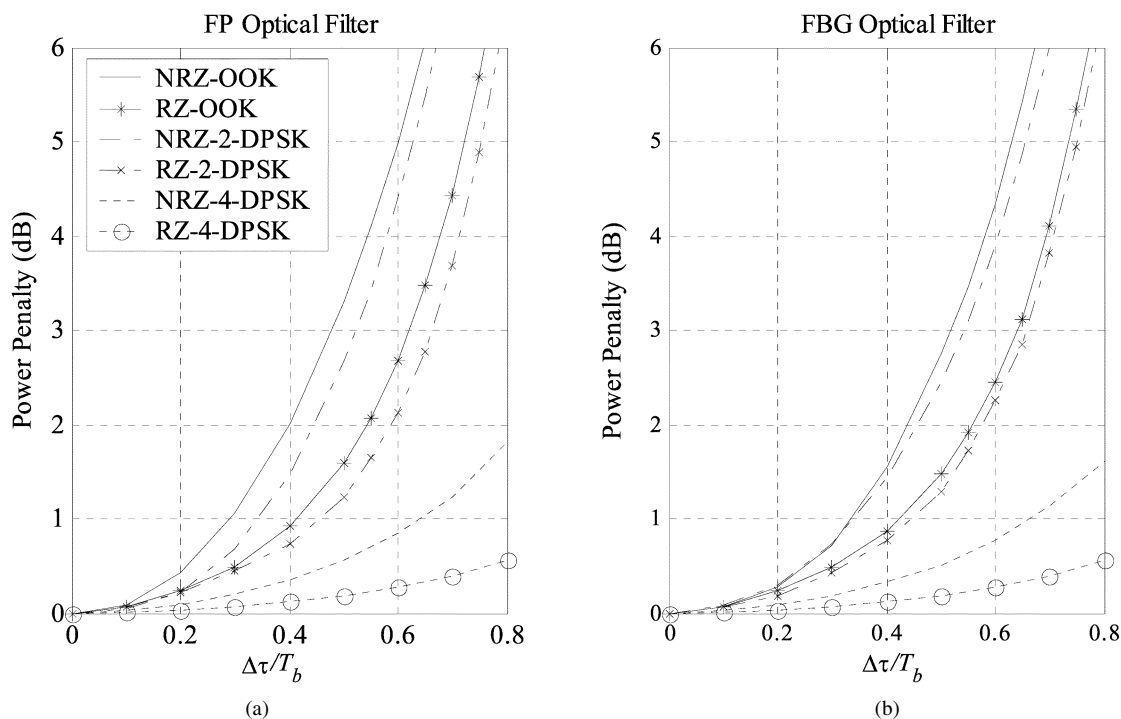 FP Optical Filter
6
5
4
3
2
1
0
Power Penalty (dB)
NRZ-OOK
RZ-OOK
NRZ-2-DPSK
RZ-2-DPSK
NRZ-4-DPSK
RZ-4-DPSK
0 0.2 0.4 0.6 0.8
Δτ/T_b
(a)
FBG Optical Filter
6
5
4
3
2
1
0
Power Penalty (dB)
0 0.2 0.4 0.6 0.8
Δτ/T_b
(b)